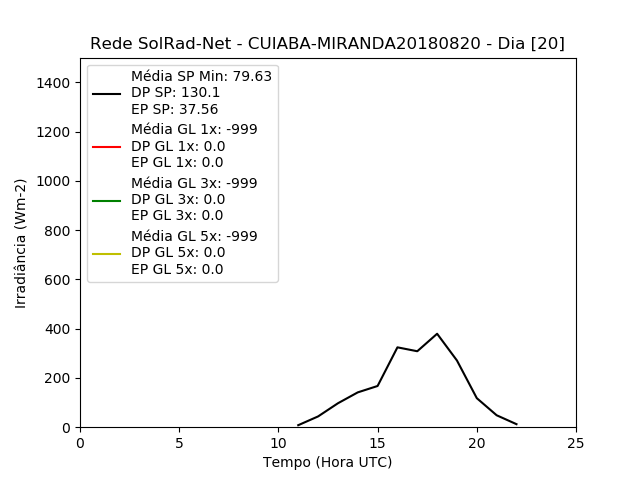 Rede SolRad-Net - CUIABA-MIRANDA20180820 - Dia [20]
Média SP Min: 79.63
DP SP: 130.1
EP SP: 37.56
Média GL 1x: -999
DP GL 1x: 0.0
EP GL 1x: 0.0
Média GL 3x: -999
DP GL 3x: 0.0
EP GL 3x: 0.0
Média GL 5x: -999
DP GL 5x: 0.0
EP GL 5x: 0.0
Irradiância (Wm-2)
1400
1200
1000
800
600
400
200
0
0 5 10 15 20 25
Tempo (Hora UTC)